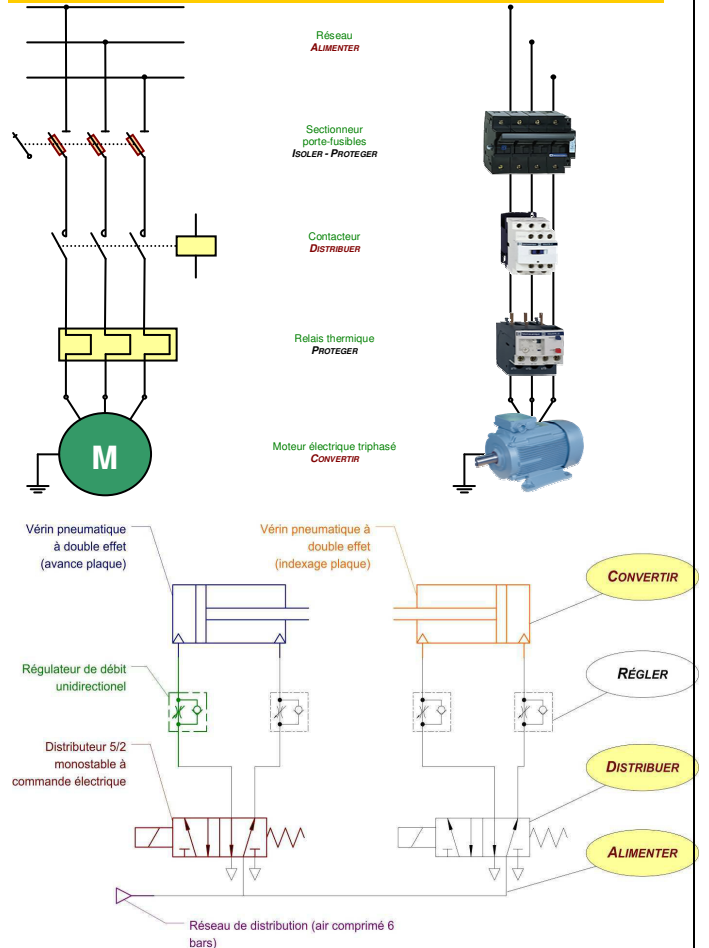 Réseau
ALIMENTER
Sectionneur
porte-fusibles
ISOLER - PROTEGER
Contacteur
DISTRIBUER
Relais thermique
PROTEGER
M
Moteur électrique triphasé
CONVERTIR
Vérin pneumatique
à double effet
(avance plaque)
Vérin pneumatique à
double effet
(indexage plaque)
CONVERTIR
Régulateur de débit
unidirectionel
RÉGLER
Distributeur 5/2
monostable à
commande électrique
DISTRIBUER
ALIMENTER
Réseau de distribution (air comprimé 6
bars)